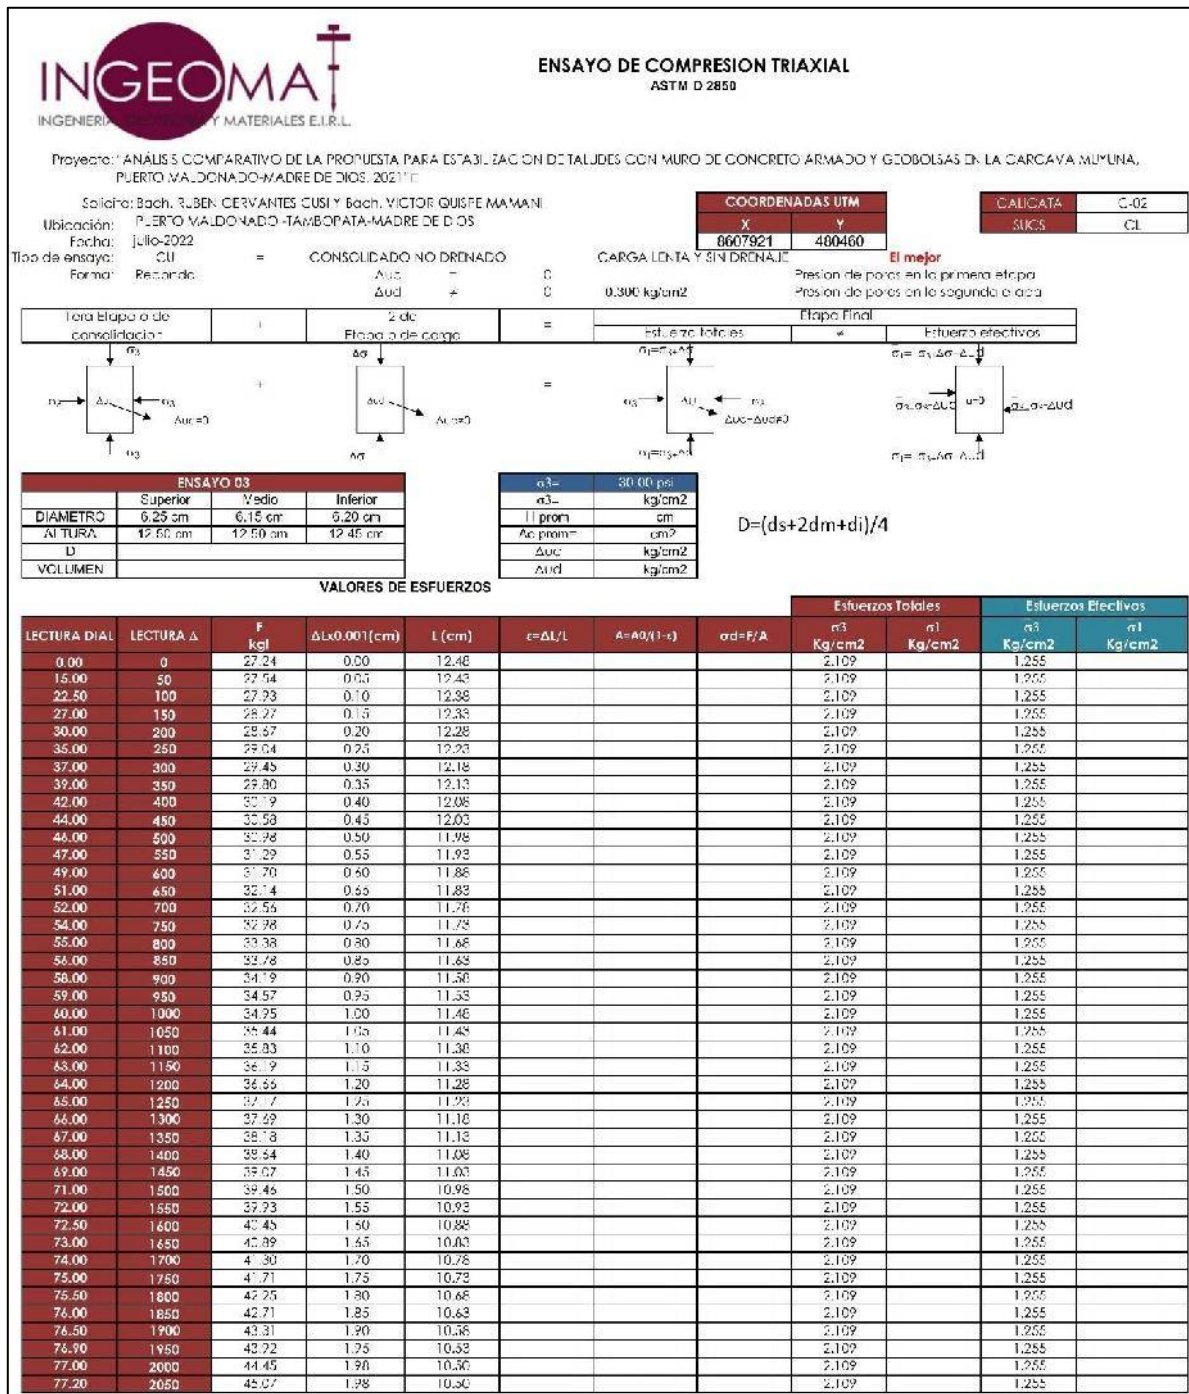 INGEOMAT
INGENIERIA, Y MATERIALES E.I.R.L.
ENSAYO DE COMPRESION TRIAXIAL
ASTM D 2850
Proyecto: "ANÁLISIS COMPARATIVO DE LA PROPUESTA PARA ESTABILIZACION DE TALUDES CON MURO DE CONCRETO ARMADO Y GEOBOLSAS EN LA CARCAVA MUYUNA,
PUERTO MALDONADO-MADRE DE DIOS, 2021"
Solicita: Bach. RUBEN CERVANTES CUSI Y Bach. VICTOR QUISPE MAMANI
Ubicación: PUERTO MALDONADO -TAMBOPATA-MADRE DE DIOS
Fecha: julio-2022
COORDENADAS UTM
X Y
8607921 480460
CALICATA C-02
SUCS CL
Tipo de ensayo: CU = CONSOLIDADO NO DRENADO CARGA LENTA Y SIN DRENAJE El mejor
Forma: Redonda Δuc = 0 Presion de poros en la primera etapa
Δud ≠ 0 0.300 kg/cm2 Presion de poros en la segunda etapa
1era Etapa o de consolidacion + 2 da Etapa o de carga = Etapa Final
Esfuerzo totales ≠ Esfuerzo efectivos
σ3 Δσ σ1=σ3+Δσ
+ =
Δuc=0
ENSAYO 03
Superior Medio Inferior
DIAMETRO 6.25 cm 6.15 cm 6.20 cm
ALTURA 12.50 cm 12.50 cm 12.45 cm
D
VOLUMEN
σ3= 30.00 psi
σ3= kg/cm2
H prom cm
Ao prom= cm2
Δuc kg/cm2
Δud kg/cm2
D=(ds+2dm+di)/4
VALORES DE ESFUERZOS
Esfuerzos Totales Esfuerzos Efectivos
LECTURA DIAL LECTURA Δ F kgf ΔLx0.001(cm) L (cm) ε=ΔL/L A=A0/(1-ε) σd=F/A σ3 Kg/cm2 σ1 Kg/cm2 σ3 Kg/cm2 σ1 Kg/cm2
0.00 0 27.24 0.00 12.48 2.109 1.255
15.00 50 27.54 0.05 12.43 2.109 1.255
22.50 100 27.93 0.10 12.38 2.109 1.255
27.00 150 28.27 0.15 12.33 2.109 1.255
30.00 200 28.67 0.20 12.28 2.109 1.255
35.00 250 29.04 0.25 12.23 2.109 1.255
37.00 300 29.45 0.30 12.18 2.109 1.255
39.00 350 29.80 0.35 12.13 2.109 1.255
42.00 400 30.19 0.40 12.08 2.109 1.255
44.00 450 30.58 0.45 12.03 2.109 1.255
46.00 500 30.98 0.50 11.98 2.109 1.255
47.00 550 31.29 0.55 11.93 2.109 1.255
49.00 600 31.70 0.60 11.88 2.109 1.255
51.00 650 32.14 0.65 11.83 2.109 1.255
52.00 700 32.56 0.70 11.78 2.109 1.255
54.00 750 32.98 0.75 11.73 2.109 1.255
55.00 800 33.38 0.80 11.68 2.109 1.255
56.00 850 33.78 0.85 11.63 2.109 1.255
58.00 900 34.19 0.90 11.58 2.109 1.255
59.00 950 34.57 0.95 11.53 2.109 1.255
60.00 1000 34.95 1.00 11.48 2.109 1.255
61.00 1050 35.44 1.05 11.43 2.109 1.255
62.00 1100 35.83 1.10 11.38 2.109 1.255
63.00 1150 36.19 1.15 11.33 2.109 1.255
64.00 1200 36.66 1.20 11.28 2.109 1.255
65.00 1250 37.17 1.25 11.23 2.109 1.255
66.00 1300 37.69 1.30 11.18 2.109 1.255
67.00 1350 38.18 1.35 11.13 2.109 1.255
68.00 1400 38.64 1.40 11.08 2.109 1.255
69.00 1450 39.07 1.45 11.03 2.109 1.255
71.00 1500 39.46 1.50 10.98 2.109 1.255
72.00 1550 39.93 1.55 10.93 2.109 1.255
72.50 1600 40.45 1.60 10.88 2.109 1.255
73.00 1650 40.89 1.65 10.83 2.109 1.255
74.00 1700 41.30 1.70 10.78 2.109 1.255
75.00 1750 41.71 1.75 10.73 2.109 1.255
75.50 1800 42.25 1.80 10.68 2.109 1.255
76.00 1850 42.71 1.85 10.63 2.109 1.255
76.50 1900 43.31 1.90 10.58 2.109 1.255
76.90 1950 43.92 1.95 10.53 2.109 1.255
77.00 2000 44.45 1.98 10.50 2.109 1.255
77.20 2050 45.07 1.98 10.50 2.109 1.255